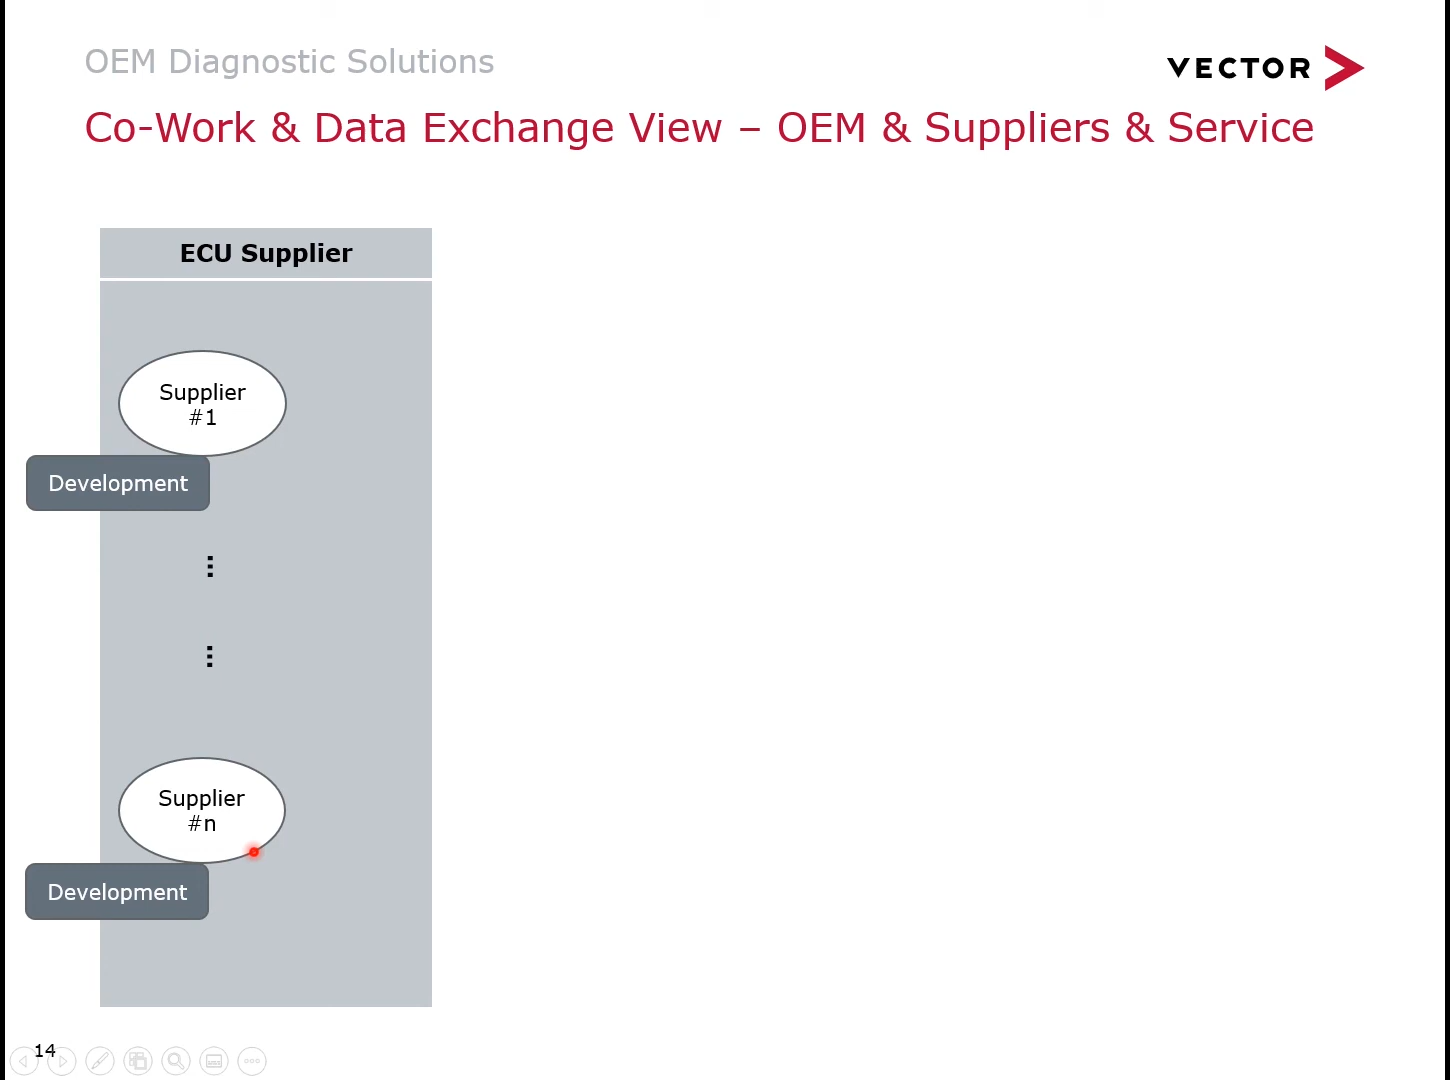 OEM Diagnostic Solutions
VECTOR
Co-Work & Data Exchange View – OEM & Suppliers & Service
ECU Supplier
Supplier
#1
Development
...
...
Supplier
#n
Development
14